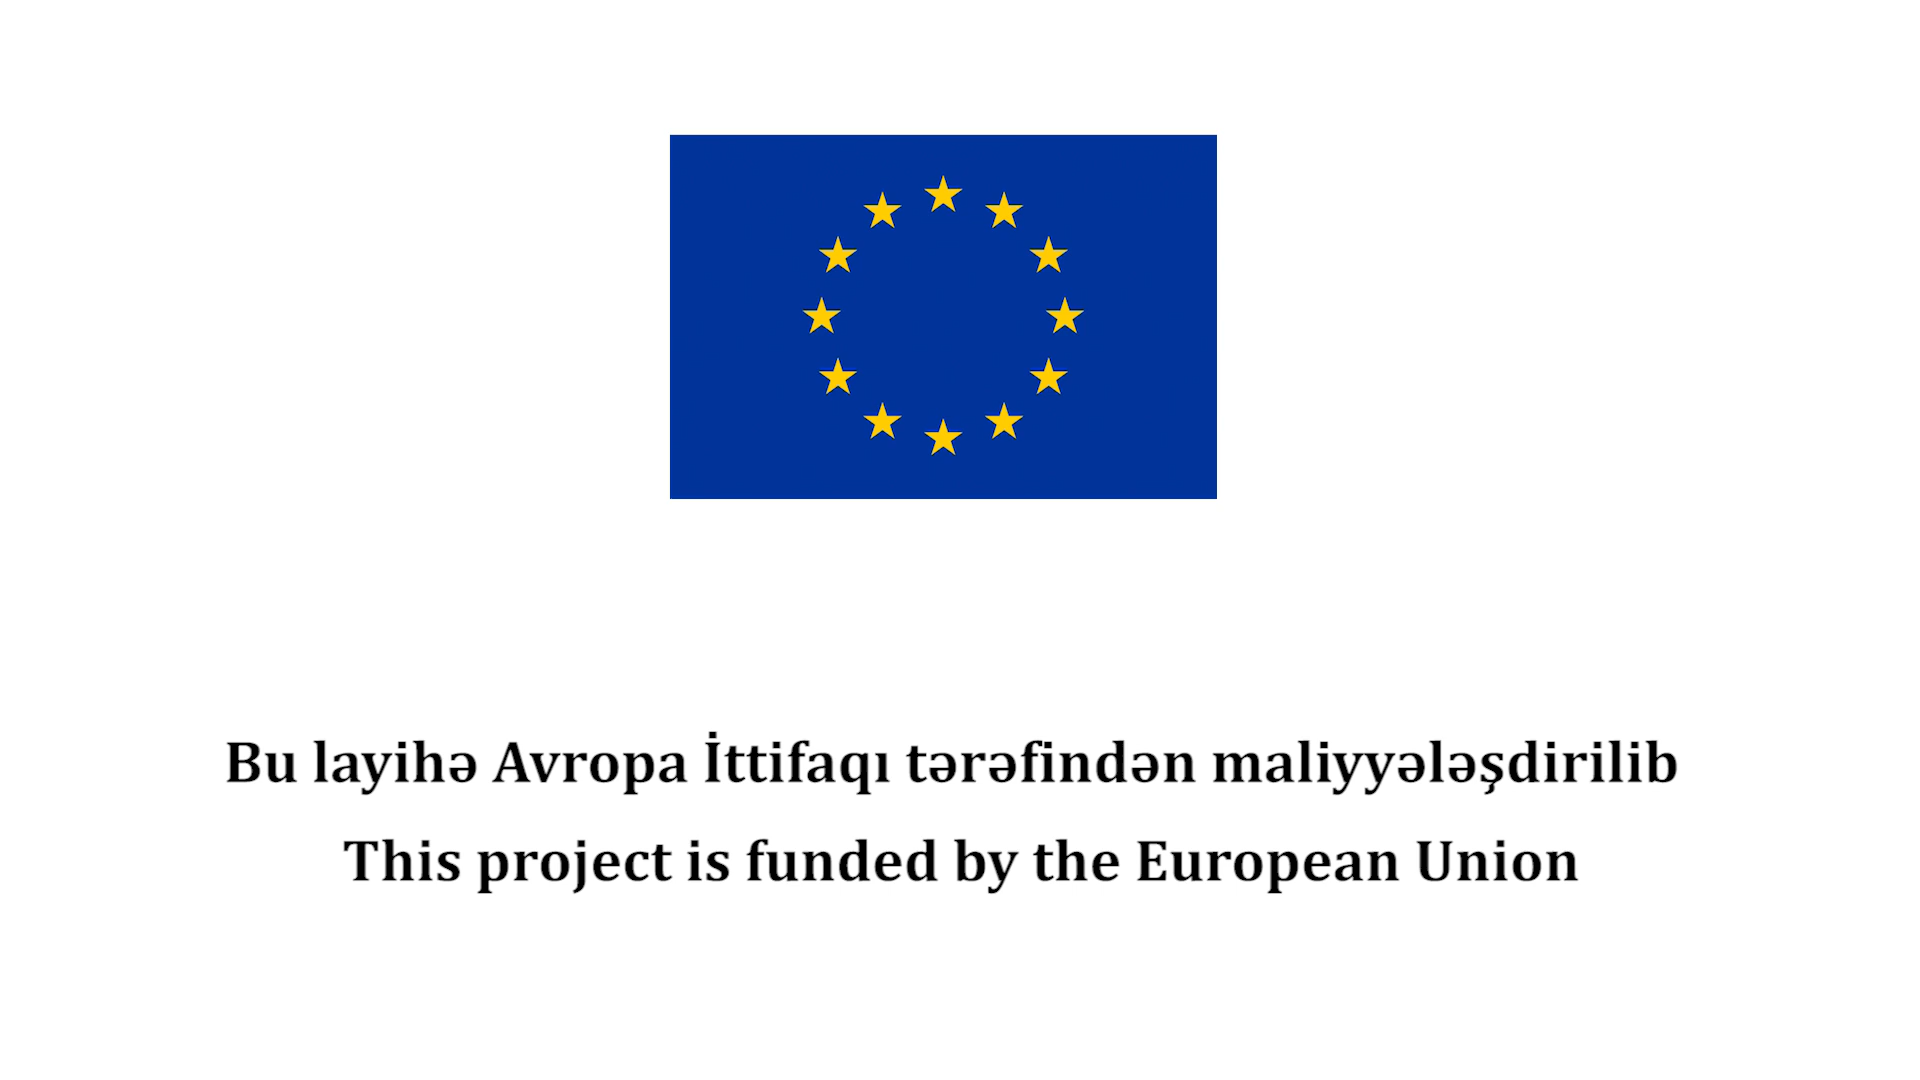 Bu layihə Avropa İttifaqı tərəfindən maliyyələşdirilib
This project is funded by the European Union